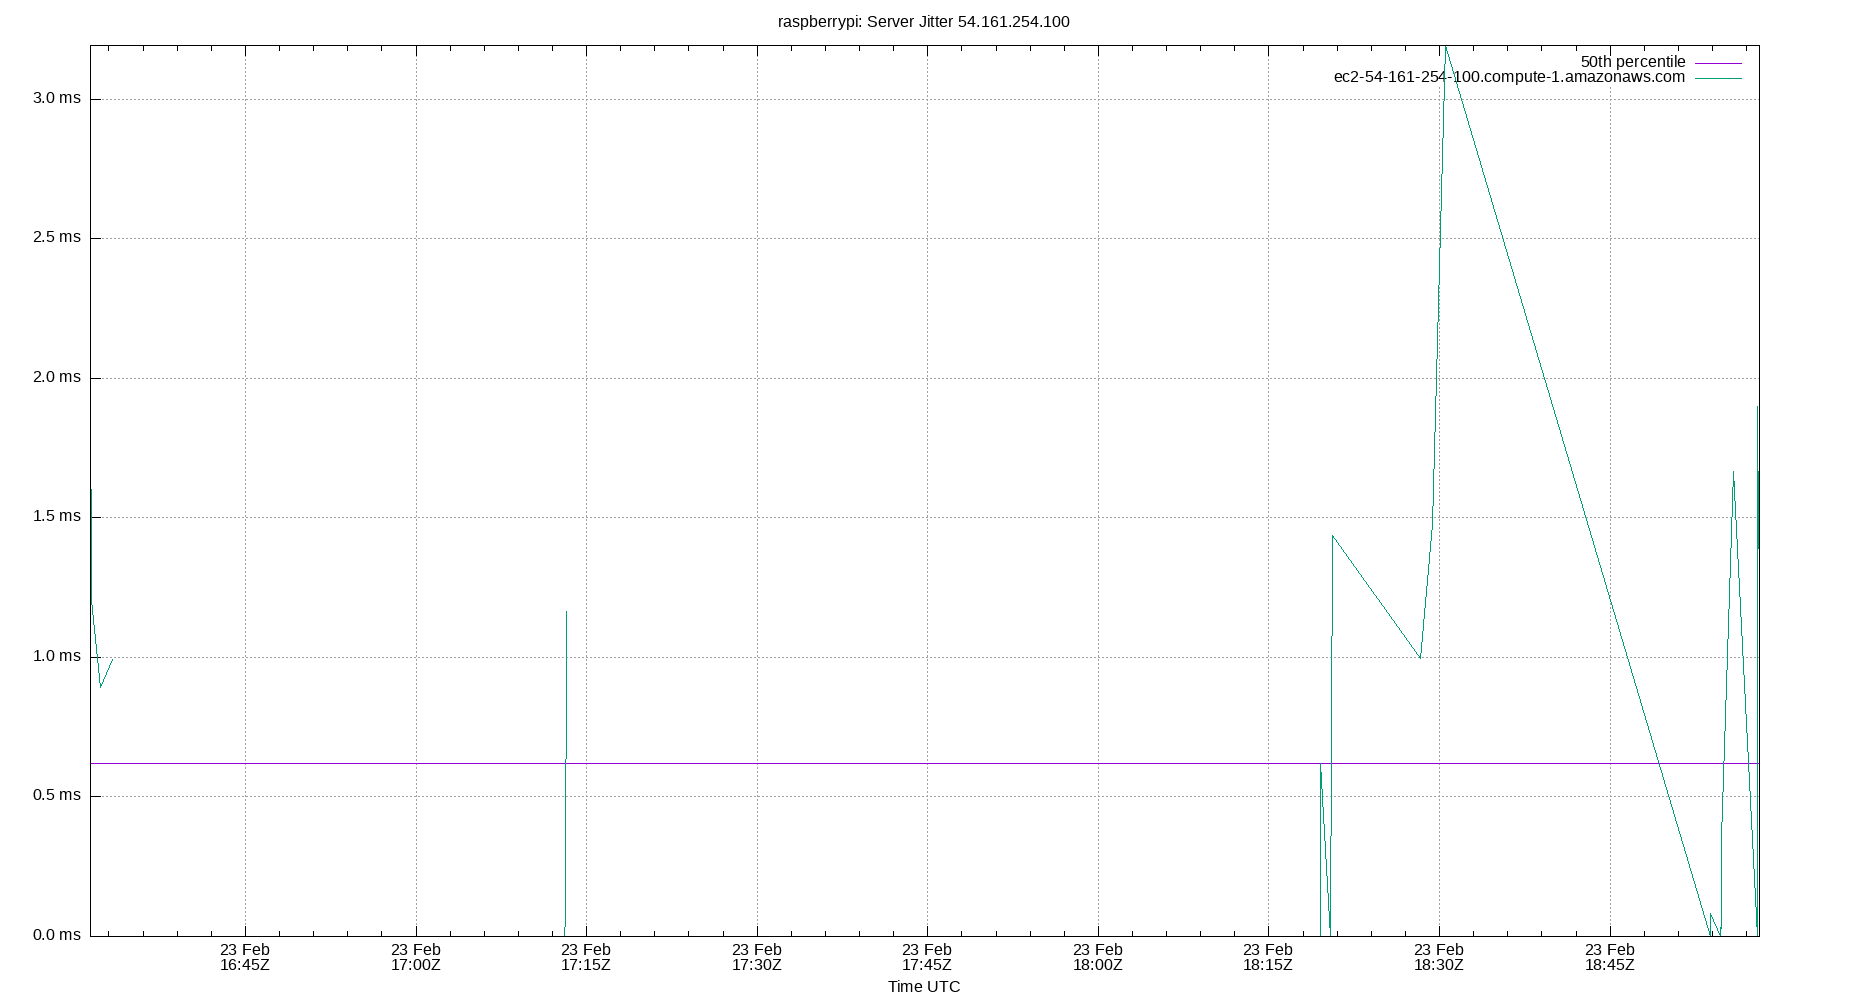 raspberrypi: Server Jitter 54.161.254.100
50th percentile
ec2-54-161-254-100.compute-1.amazonaws.com
3.0 ms
2.5 ms
2.0 ms
1.5 ms
1.0 ms
0.5 ms
0.0 ms
23 Feb 23 Feb 23 Feb 23 Feb 23 Feb 23 Feb 23 Feb 23 Feb 23 Feb
16:45Z 17:00Z 17:15Z 17:30Z 17:45Z 18:00Z 18:15Z 18:30Z 18:45Z
Time UTC